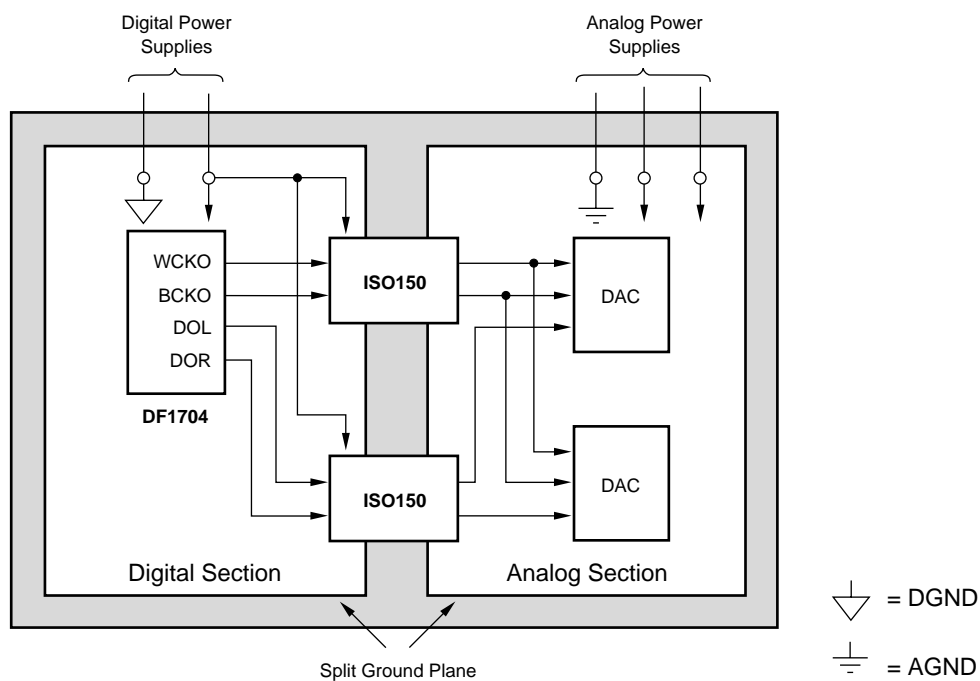 Digital Power
Supplies
Analog Power
Supplies
WCKO
BCKO
DOL
DOR
DF1704
ISO150
DAC
ISO150
DAC
Digital Section
Analog Section
Split Ground Plane
= DGND
= AGND